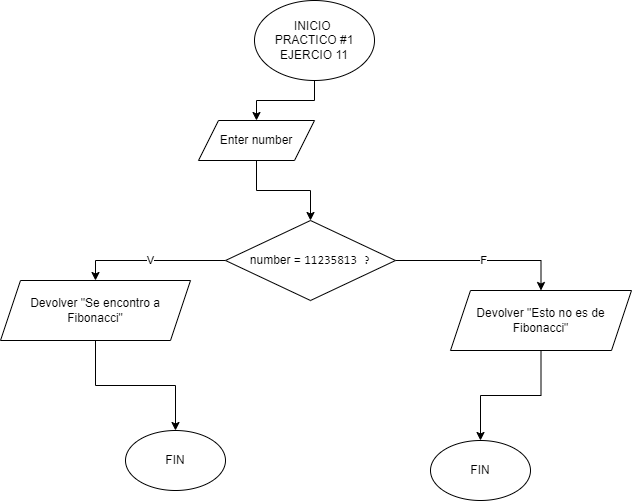 INICIO
PRACTICO #1
EJERCIO 11
Enter number
number = 11235813 ?
V
F
Devolver "Se encontro a
Fibonacci"
Devolver "Esto no es de
Fibonacci"
FIN
FIN